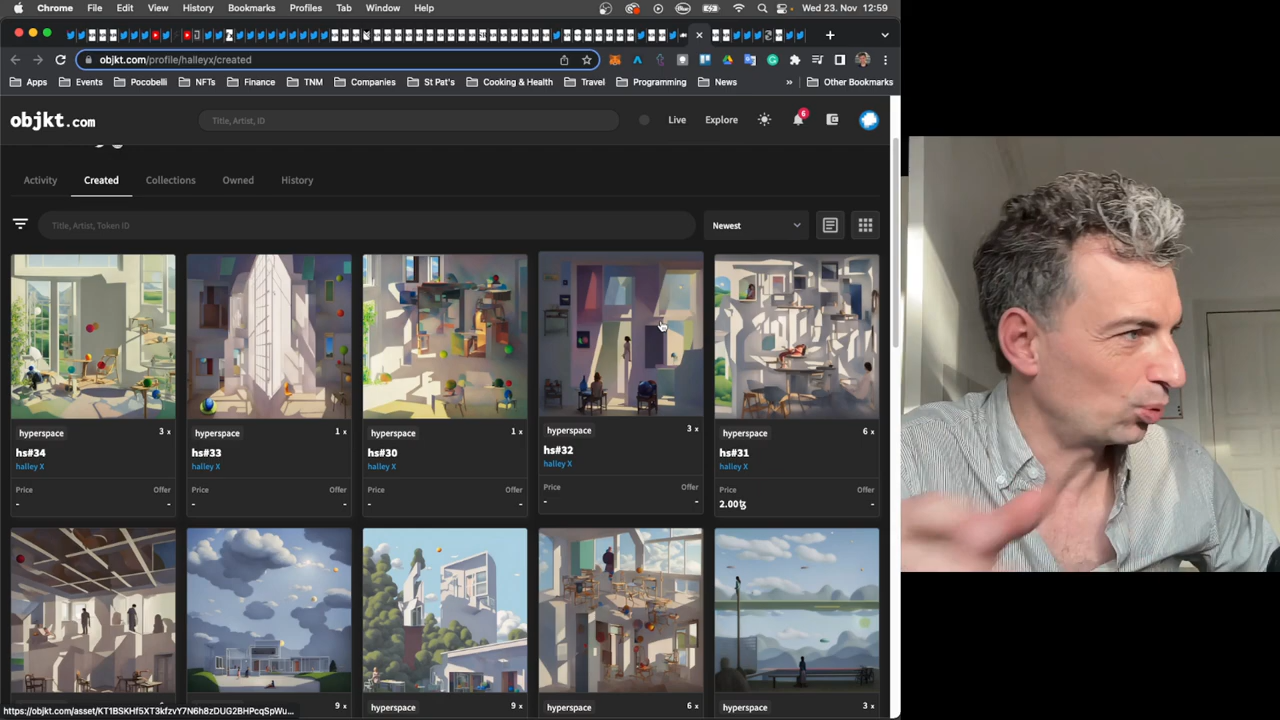 Chrome File Edit View History Bookmarks Profiles Tab Window Help Wed 23. Nov 12:59
objkt.com/profile/halleyx/created
Apps Events Pocobelli NFTs Finance TNM Companies St Pat's Cooking & Health Travel Programming News » Other Bookmarks
objkt.com Title, Artist, ID Live Explore 6
Activity Created Collections Owned History
Title, Artist, Token ID Newest
hyperspace 3 x hyperspace 1 x hyperspace 1 x hyperspace 3 x hyperspace 6 x
hs#34 hs#33 hs#30 hs#32 hs#31
halley X halley X halley X halley X halley X
Price Offer Price Offer Price Offer Price Offer Price Offer
- - - - - - - - 2.00ꜩ -
9 x 9 x 6 x 3 x
https://objkt.com/asset/KT1BSKHf5XT3kfzvY7N6h8zDUG2BHPcqSpWu...